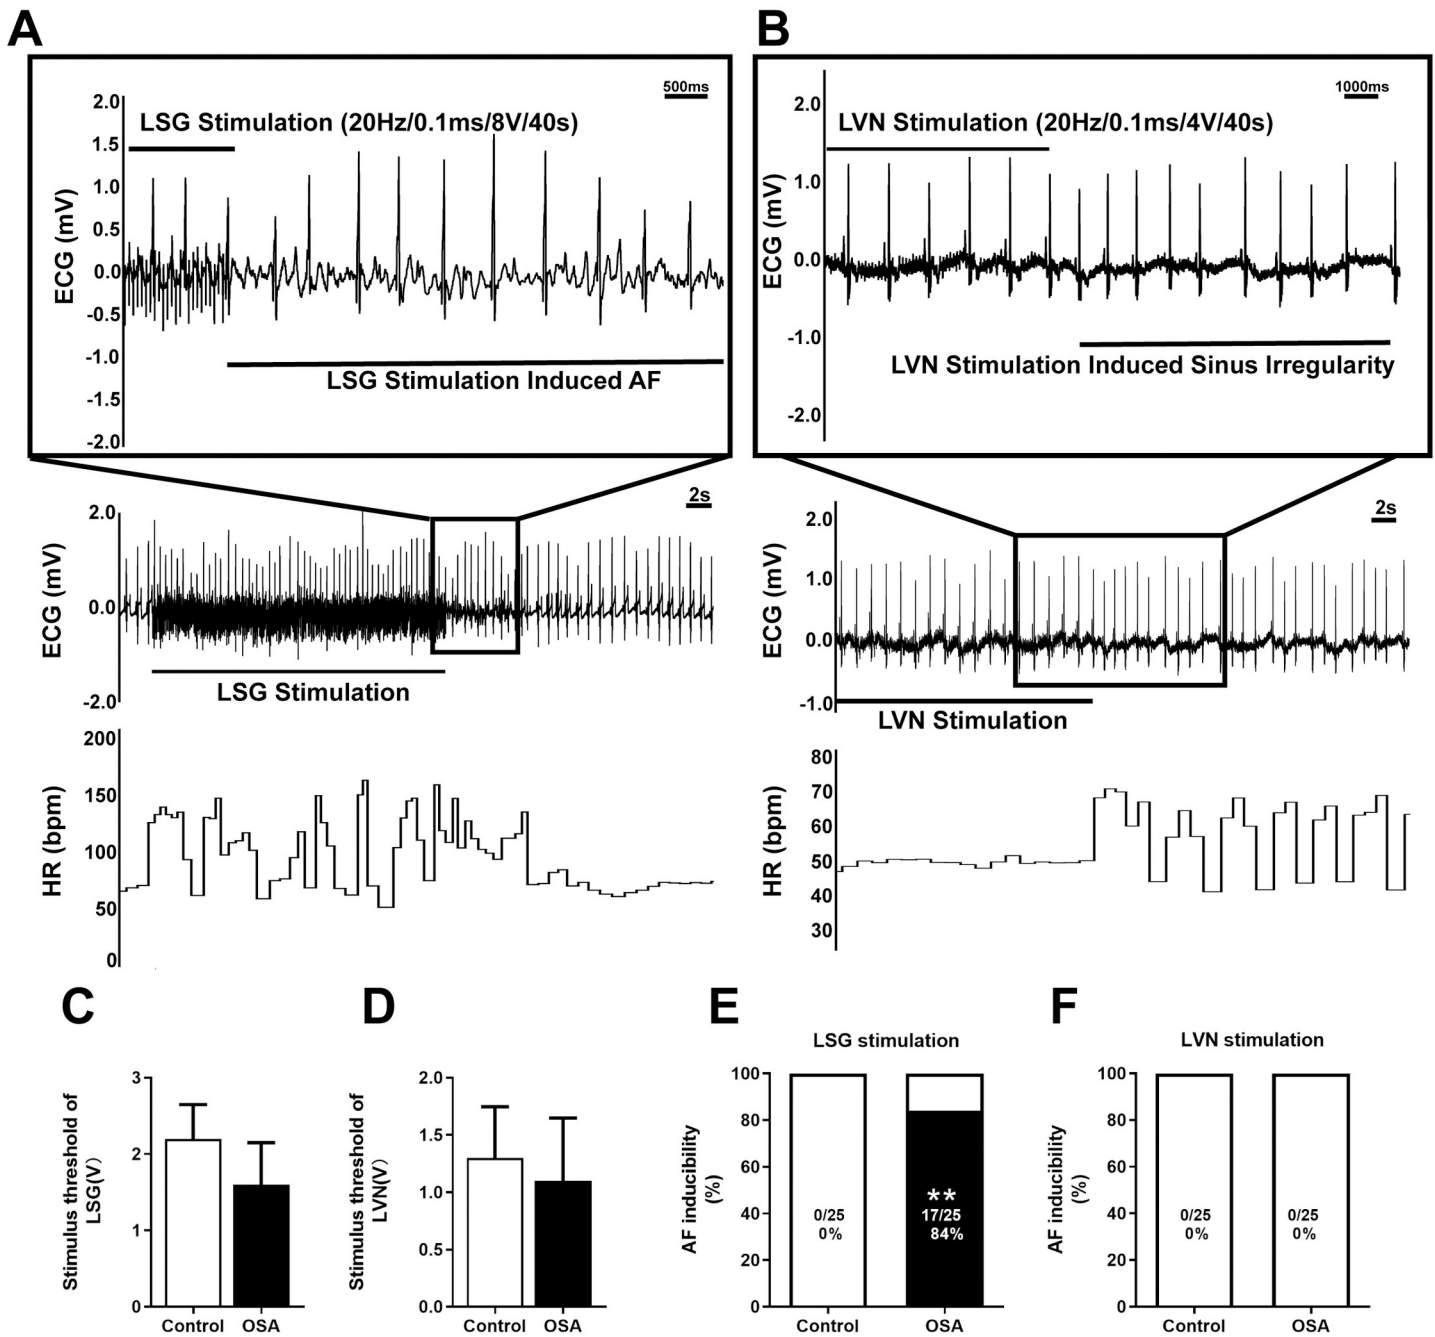 A
500ms
2.0
LSG Stimulation (20Hz/0.1ms/8V/40s)
1.5
1.0
0.5
0.0
-0.5
-1.0
-1.5
-2.0
ECG (mV)
LSG Stimulation Induced AF
2s
2.0
0.0
-2.0
ECG (mV)
LSG Stimulation
200
150
100
50
0
HR (bpm)
B
1000ms
2.0
LVN Stimulation (20Hz/0.1ms/4V/40s)
1.0
0.0
-1.0
-2.0
ECG (mV)
LVN Stimulation Induced Sinus Irregularity
2s
2.0
1.0
0.0
-1.0
ECG (mV)
LVN Stimulation
80
70
60
50
40
30
HR (bpm)
C
Stimulus threshold of
LSG(V)
3
2
1
0
Control OSA
D
Stimulus threshold of
LVN(V)
2.0
1.5
1.0
0.5
0.0
Control OSA
E
LSG stimulation
AF inducibility
(%)
100
80
60
40
20
0
0/25
0%
**
17/25
84%
Control OSA
F
LVN stimulation
AF inducibility
(%)
100
80
60
40
20
0
0/25
0%
0/25
0%
Control OSA